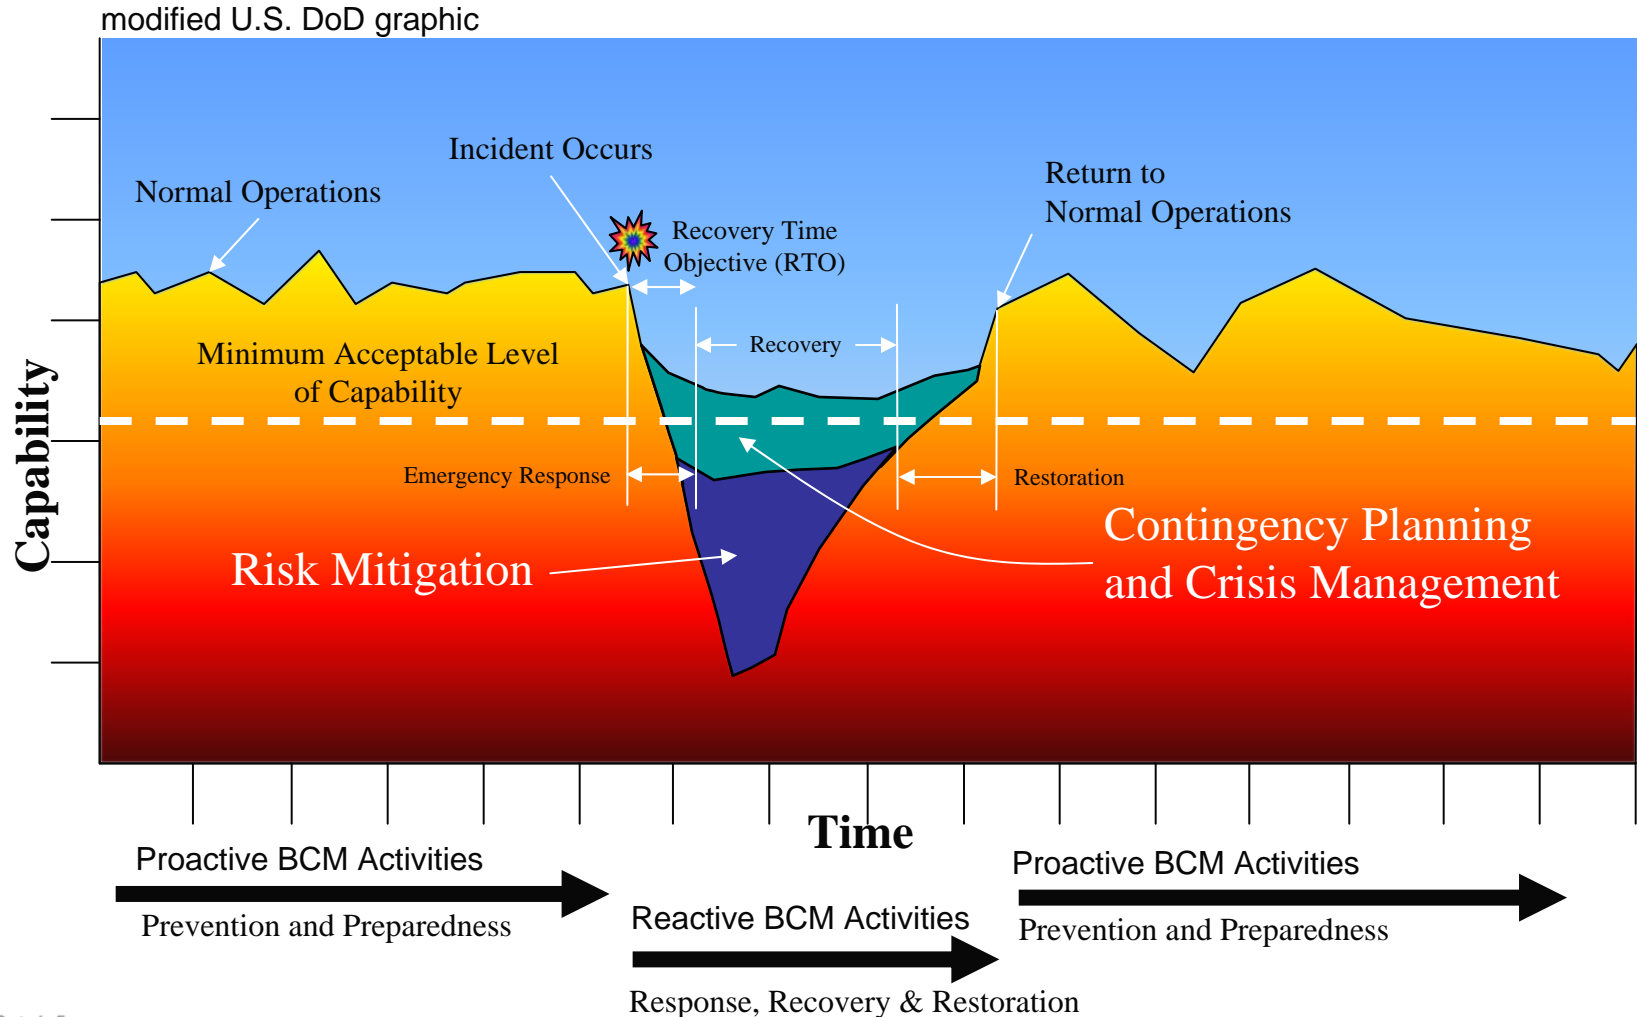 modified U.S. DoD graphic
Incident Occurs
Normal Operations
Return to
Normal Operations
Recovery Time
Objective (RTO)
Recovery
Minimum Acceptable Level
of Capability
Capability
Emergency Response
Restoration
Contingency Planning
and Crisis Management
Risk Mitigation
Time
Proactive BCM Activities
Prevention and Preparedness
Reactive BCM Activities
Response, Recovery & Restoration
Proactive BCM Activities
Prevention and Preparedness